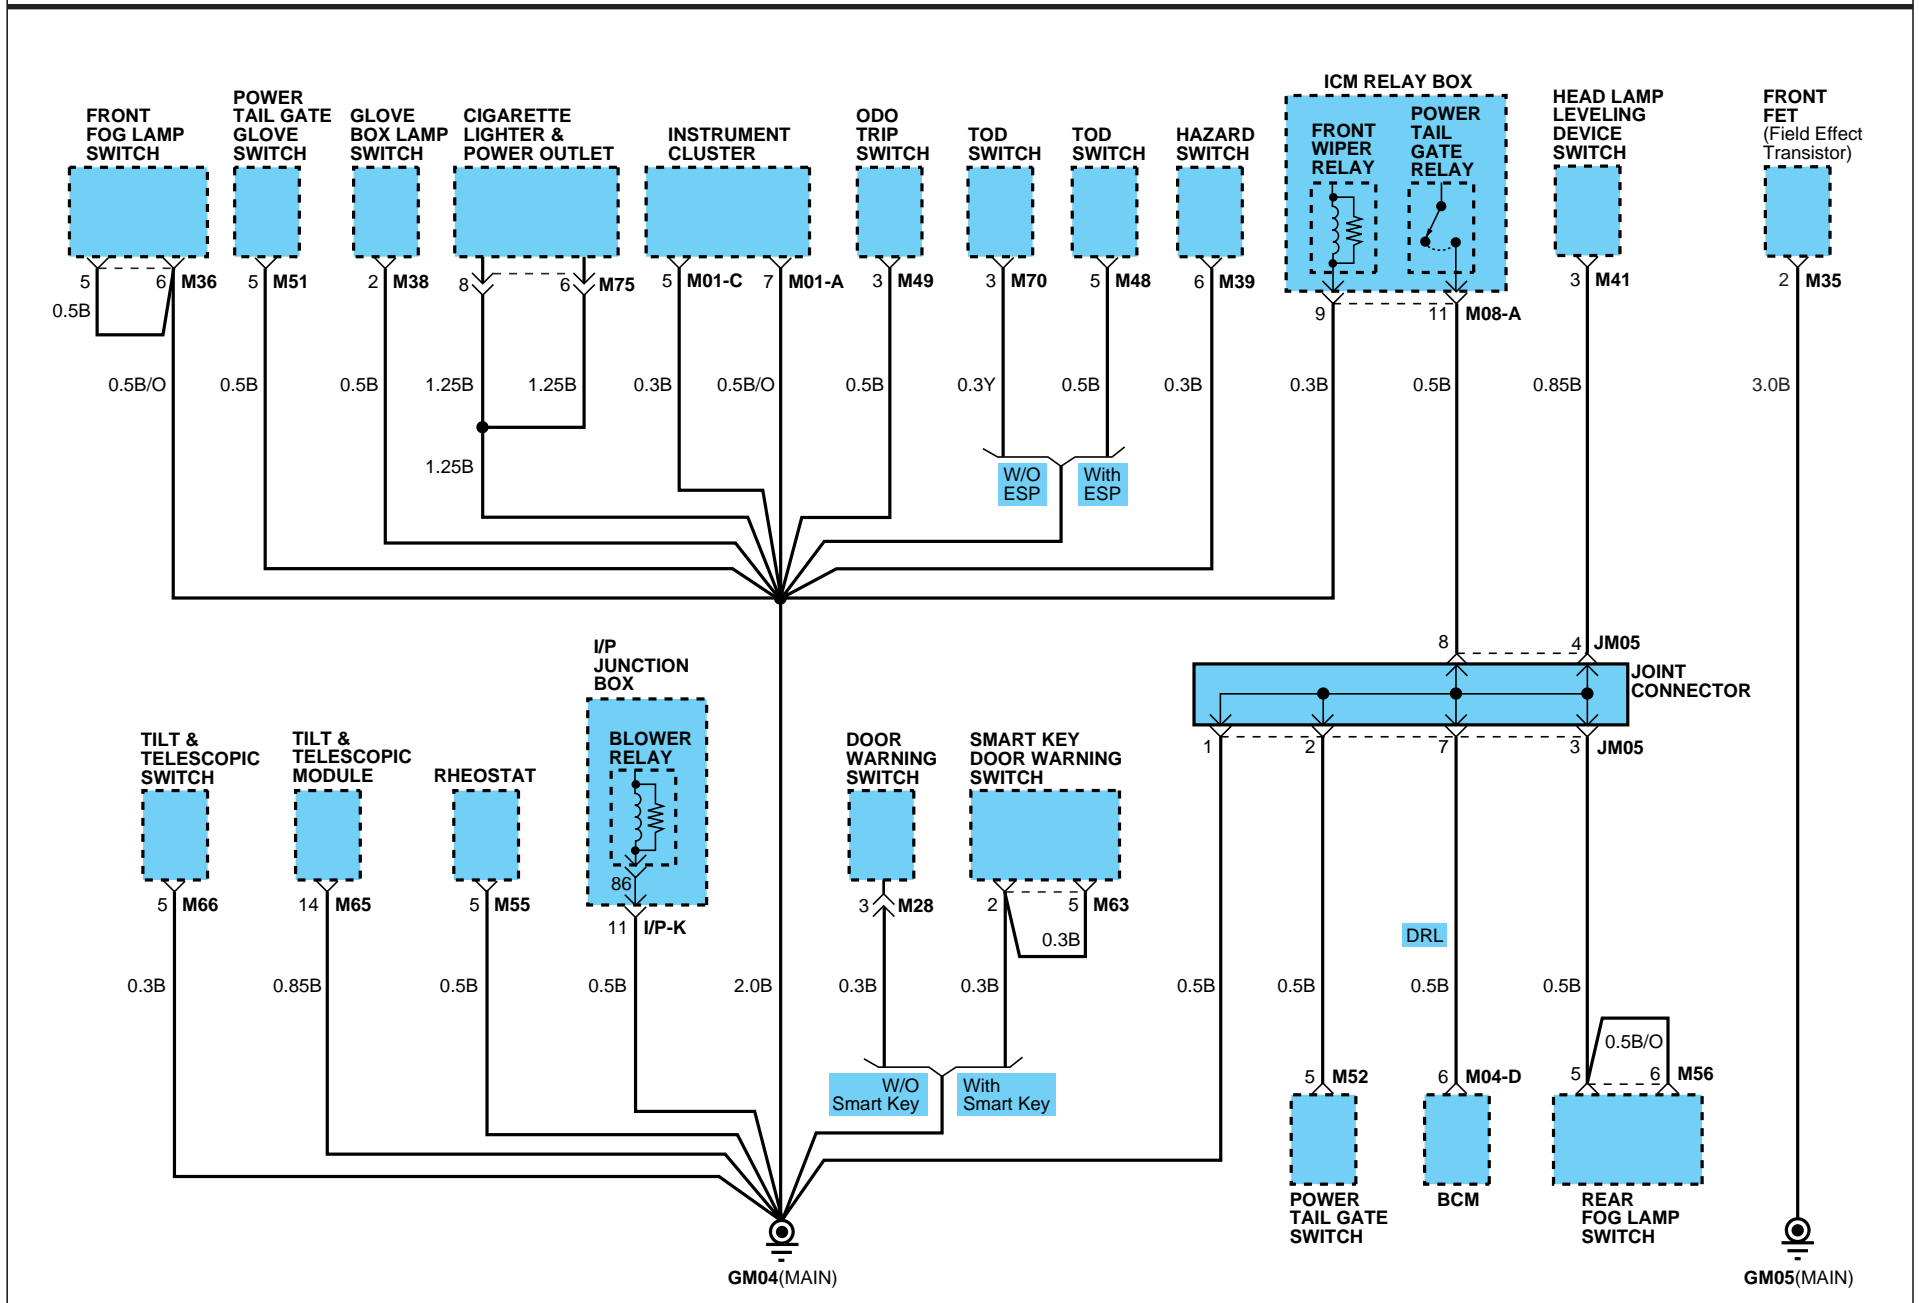 FRONT
FOG LAMP
SWITCH
POWER
TAIL GATE
GLOVE
SWITCH
GLOVE
BOX LAMP
SWITCH
CIGARETTE
LIGHTER &
POWER OUTLET
INSTRUMENT
CLUSTER
ODO
TRIP
SWITCH
TOD
SWITCH
TOD
SWITCH
HAZARD
SWITCH
ICM RELAY BOX
FRONT
WIPER
RELAY
POWER
TAIL
GATE
RELAY
HEAD LAMP
LEVELING
DEVICE
SWITCH
FRONT
FET
(Field Effect
Transistor)
5
6 M36
5 M51
2 M38
8
6 M75
5 M01-C
7 M01-A
3 M49
3 M70
5 M48
6 M39
9
11 M08-A
3 M41
2 M35
0.5B
0.5B/O
0.5B
0.5B
1.25B
1.25B
0.3B
0.5B/O
0.5B
0.3Y
0.5B
0.3B
0.3B
0.5B
0.85B
3.0B
1.25B
W/O
ESP
With
ESP
8
4 JM05
JOINT
CONNECTOR
1
2
7
3 JM05
TILT &
TELESCOPIC
SWITCH
TILT &
TELESCOPIC
MODULE
RHEOSTAT
I/P
JUNCTION
BOX
BLOWER
RELAY
86
DOOR
WARNING
SWITCH
SMART KEY
DOOR WARNING
SWITCH
5 M66
14 M65
5 M55
11 I/P-K
3 M28
2
5 M63
0.3B
DRL
0.3B
0.85B
0.5B
0.5B
2.0B
0.3B
0.3B
0.5B
0.5B
0.5B
0.5B
0.5B/O
W/O
Smart Key
With
Smart Key
5 M52
6 M04-D
5
6 M56
POWER
TAIL GATE
SWITCH
BCM
REAR
FOG LAMP
SWITCH
GM04(MAIN)
GM05(MAIN)